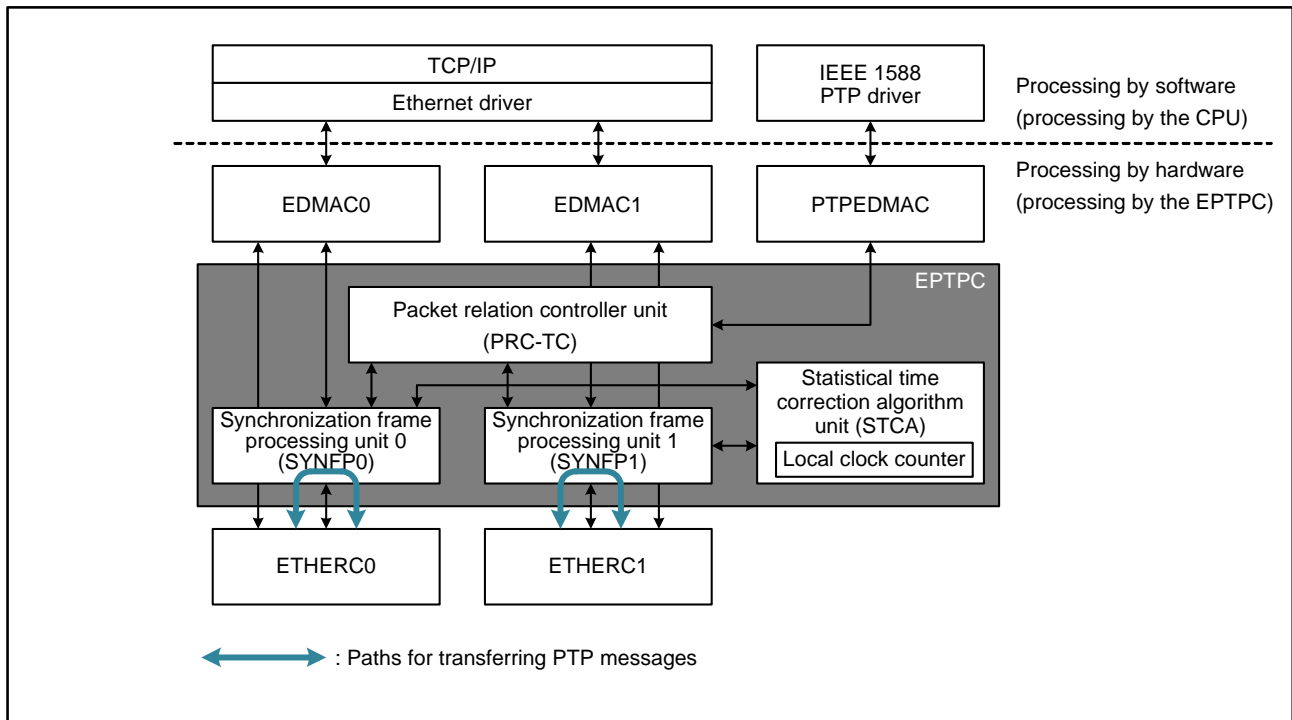 TCP/IP
Ethernet driver
IEEE 1588
PTP driver
Processing by software
(processing by the CPU)
Processing by hardware
(processing by the EPTPC)
EDMAC0
EDMAC1
PTPEDMAC
EPTPC
Packet relation controller unit
(PRC-TC)
Statistical time
correction algorithm
unit (STCA)
Local clock counter
Synchronization frame
processing unit 0
(SYNFP0)
Synchronization frame
processing unit 1
(SYNFP1)
ETHERC0
ETHERC1
: Paths for transferring PTP messages